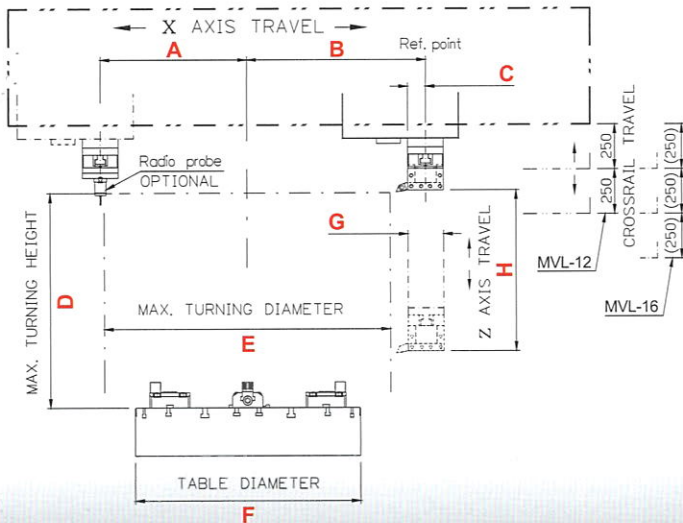 X AXIS TRAVEL
A
B
Ref. point
C
Radio probe
OPTIONAL
MAX. TURNING HEIGHT
D
MAX. TURNING DIAMETER
E
G
Z AXIS TRAVEL
H
250
250
CROSSRAIL TRAVEL
(250)
(250)
(250)
MVL-12
MVL-16
TABLE DIAMETER
F